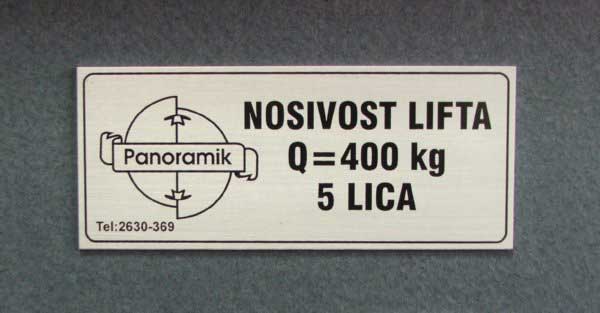 Panoramik
Tel:2630-369
NOSIVOST LIFTA
Q=400 kg
5 LICA